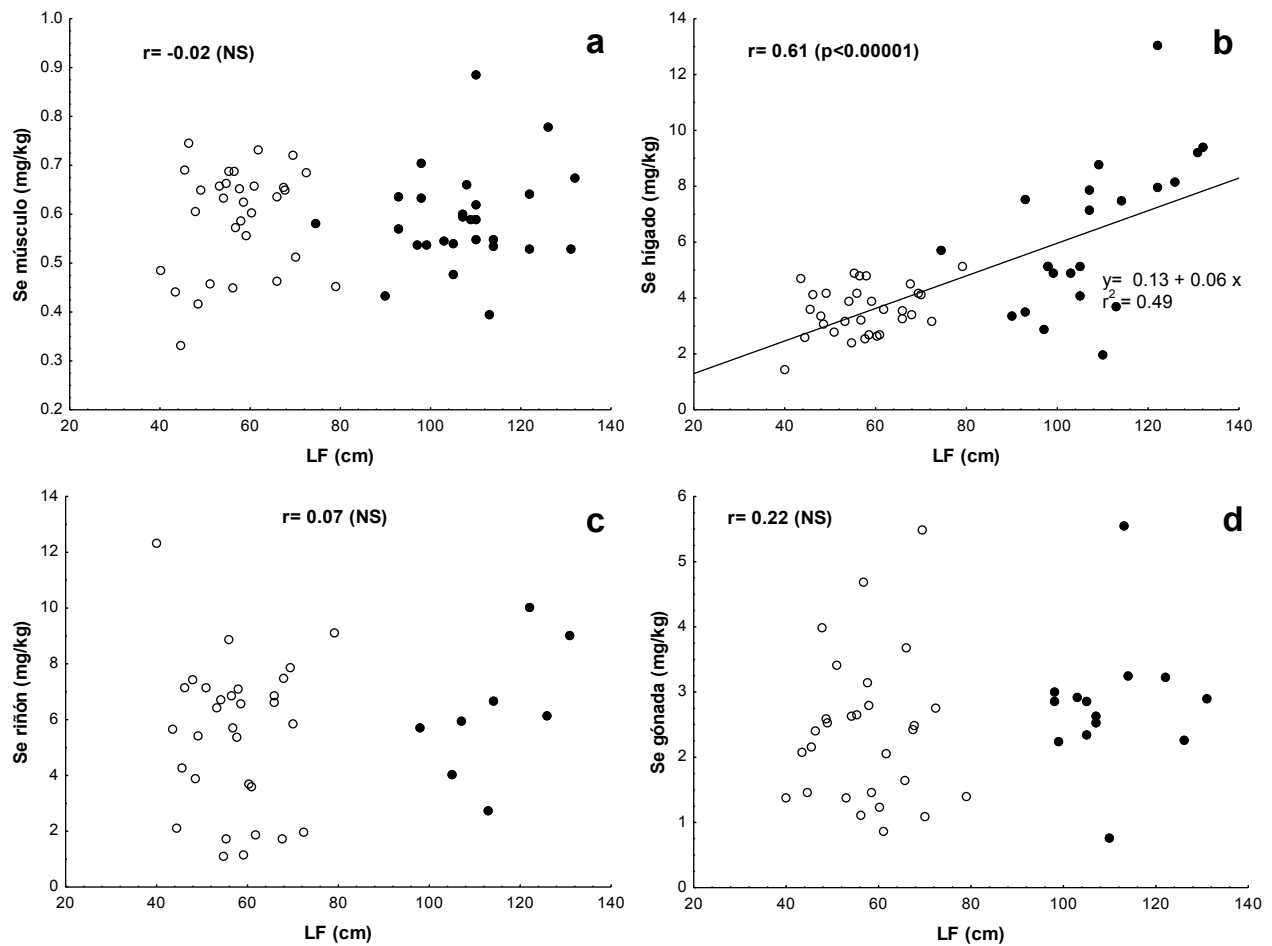 r= -0.02 (NS)
a
Se músculo (mg/kg)
1.0
0.9
0.8
0.7
0.6
0.5
0.4
0.3
0.2
20 40 60 80 100 120 140
LF (cm)
r= 0.61 (p<0.00001)
b
Se hígado (mg/kg)
14
12
10
8
6
4
2
0
y= 0.13 + 0.06 x
r² = 0.49
20 40 60 80 100 120 140
LF (cm)
r= 0.07 (NS)
c
Se riñón (mg/kg)
14
12
10
8
6
4
2
0
20 40 60 80 100 120 140
LF (cm)
r= 0.22 (NS)
d
Se gónada (mg/kg)
6
5
4
3
2
1
0
20 40 60 80 100 120 140
LF (cm)